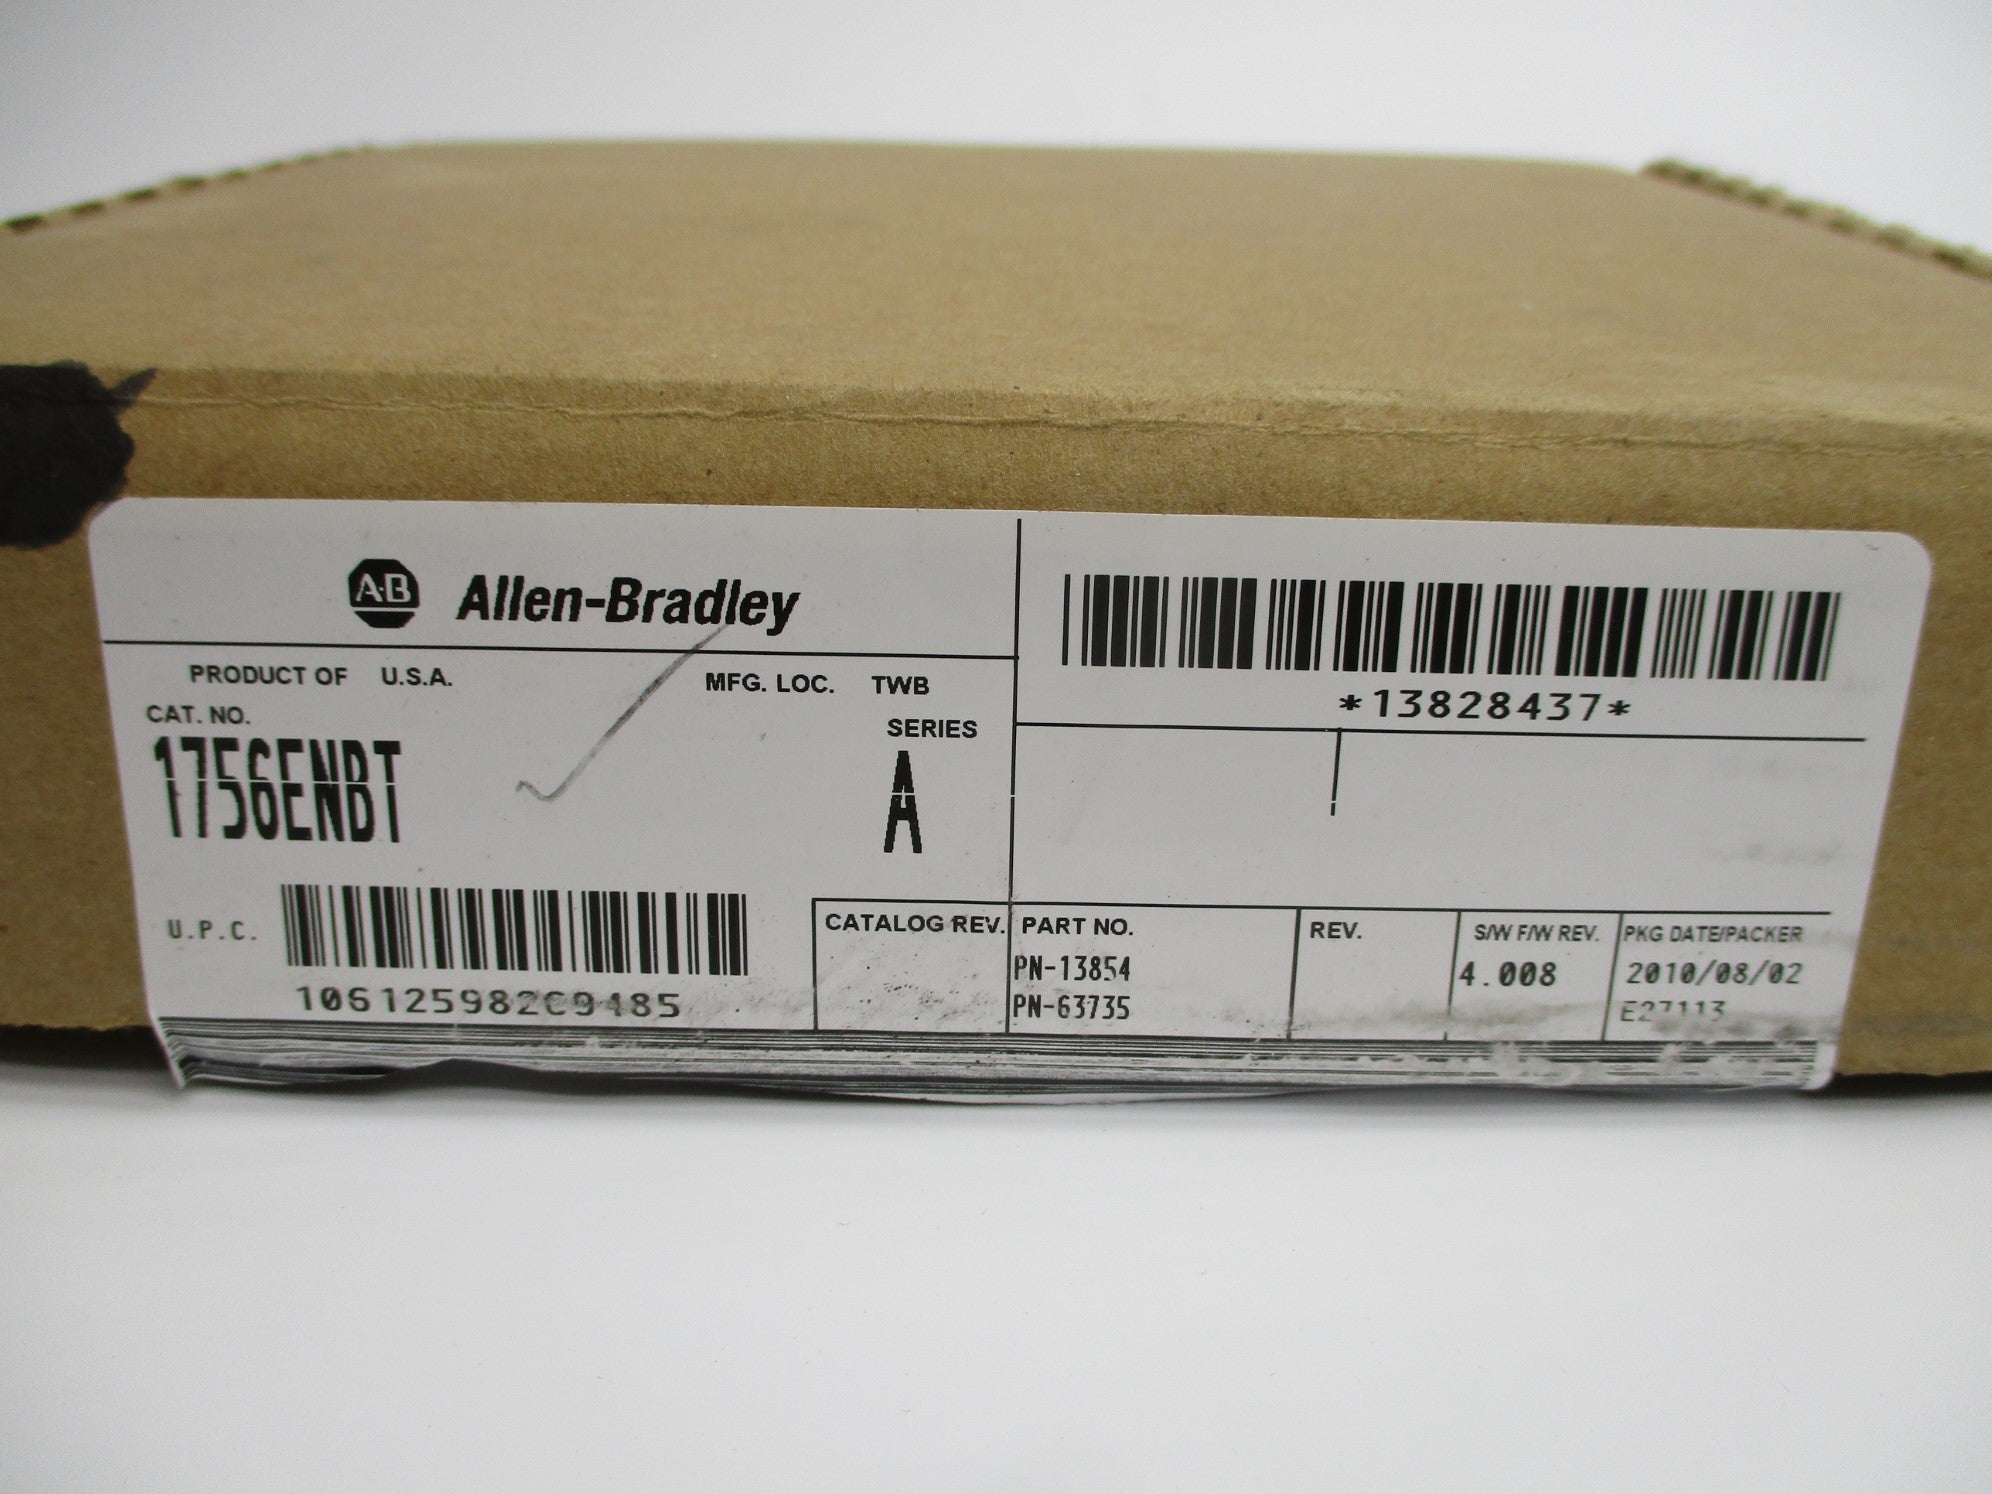 A·B Allen-Bradley
PRODUCT OF U.S.A.
MFG. LOC. TWB
CAT. NO.
1756ENBT
SERIES
A
*13828437*
U.P.C.
CATALOG REV.
PART NO.
PN-13854
PN-63735
REV.
S/W F/W REV.
4.008
PKG DATE/PACKER
2010/08/02
E27113